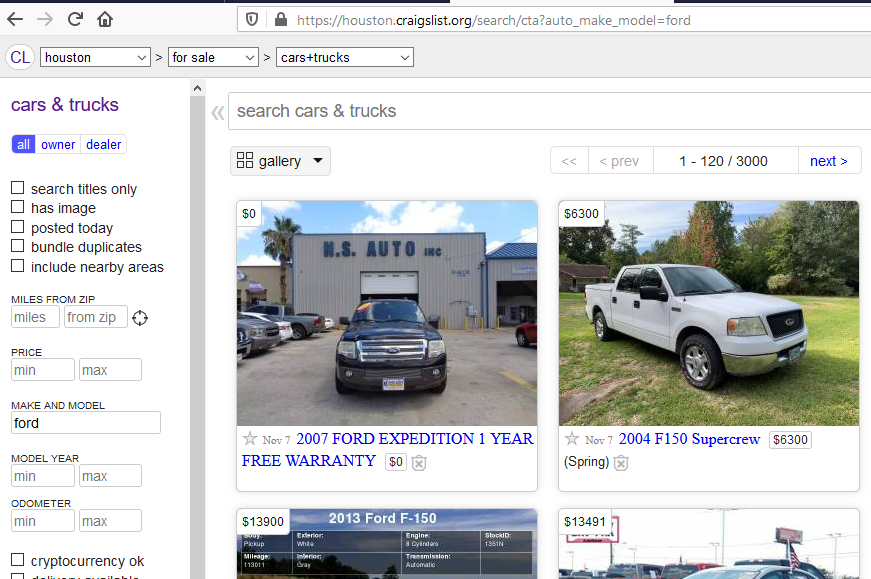 https://houston.craigslist.org/search/cta?auto_make_model=ford
CL houston > for sale > cars+trucks
cars & trucks
all owner dealer
search titles only
has image
posted today
bundle duplicates
include nearby areas
MILES FROM ZIP
miles from zip
PRICE
min max
MAKE AND MODEL
ford
MODEL YEAR
min max
ODOMETER
min max
cryptocurrency ok
delivery available
« search cars & trucks
gallery << < prev 1 - 120 / 3000 next >
$0
N.S. AUTO INC
Nov 7 2007 FORD EXPEDITION 1 YEAR
FREE WARRANTY $0
$6300
Nov 7 2004 F150 Supercrew $6300
(Spring)
$13900
2013 Ford F-150
Body: Exterior: Engine: StockID:
Pickup White 8 Cylinders 1351N
Mileage: Interior: Transmission:
113011 Gray Automatic
$13491